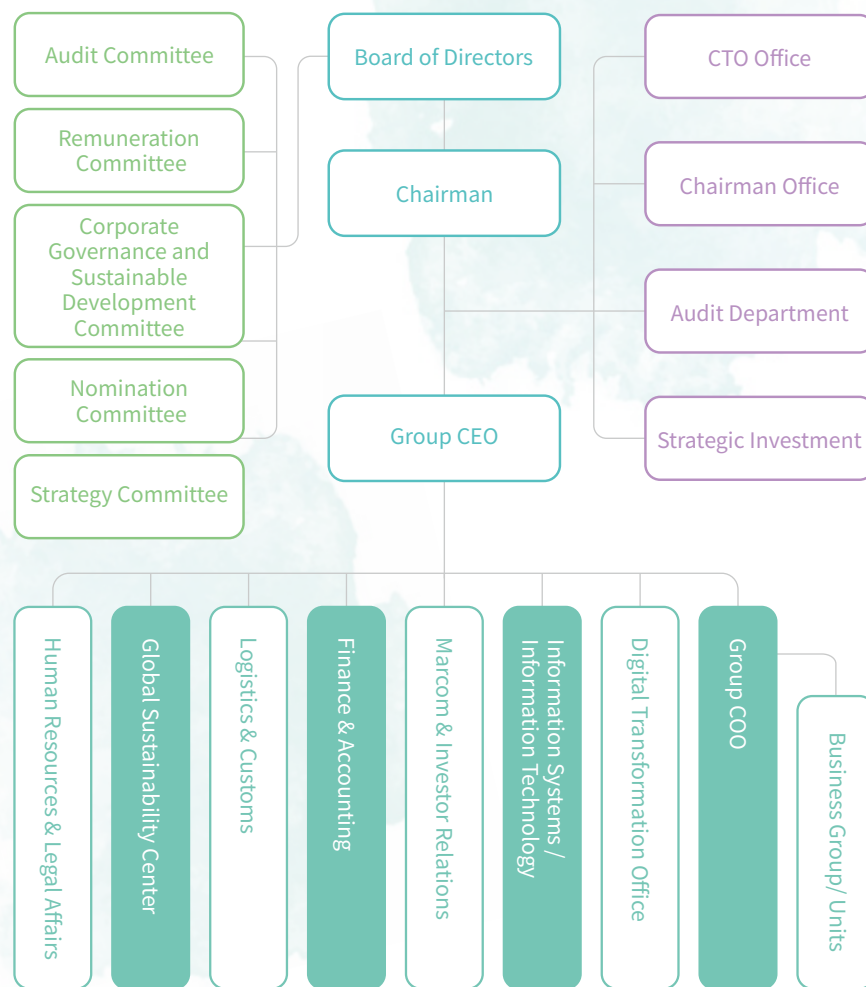 Audit Committee
Remuneration
Committee
Corporate
Governance and
Sustainable
Development
Committee
Nomination
Committee
Strategy Committee
Board of Directors
Chairman
Group CEO
CTO Office
Chairman Office
Audit Department
Strategic Investment
Human Resources & Legal Affairs
Global Sustainability Center
Logistics & Customs
Finance & Accounting
Marcom & Investor Relations
Information Systems /
Information Technology
Digital Transformation Office
Group COO
Business Group/ Units